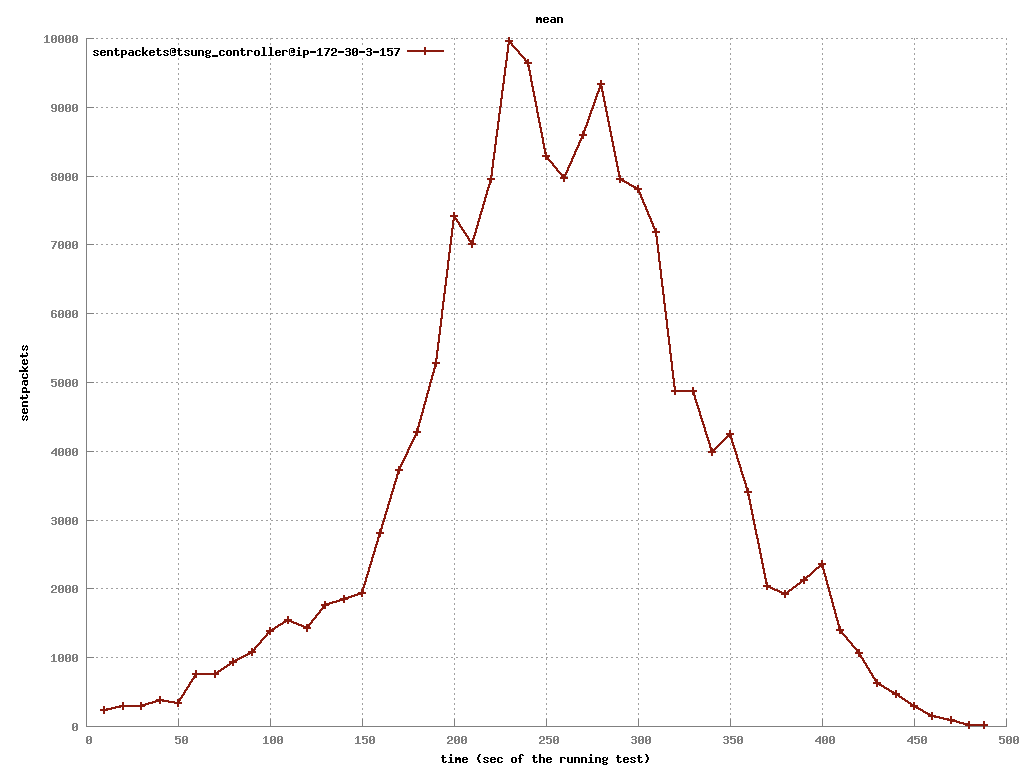 mean
10000
sentpackets@tsung_controller@ip-172-30-3-157
9000
8000
7000
6000
5000
4000
3000
2000
1000
0
sentpackets
0 50 100 150 200 250 300 350 400 450 500
time (sec of the running test)